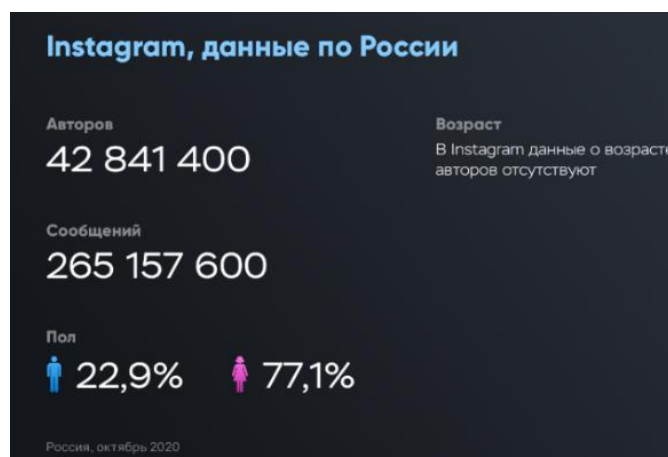 Instagram, данные по России
Авторов
42 841 400
Возраст
В Instagram данные о возрасте
авторов отсутствуют
Сообщений
265 157 600
Пол
22,9% 77,1%
Россия, октябрь 2020